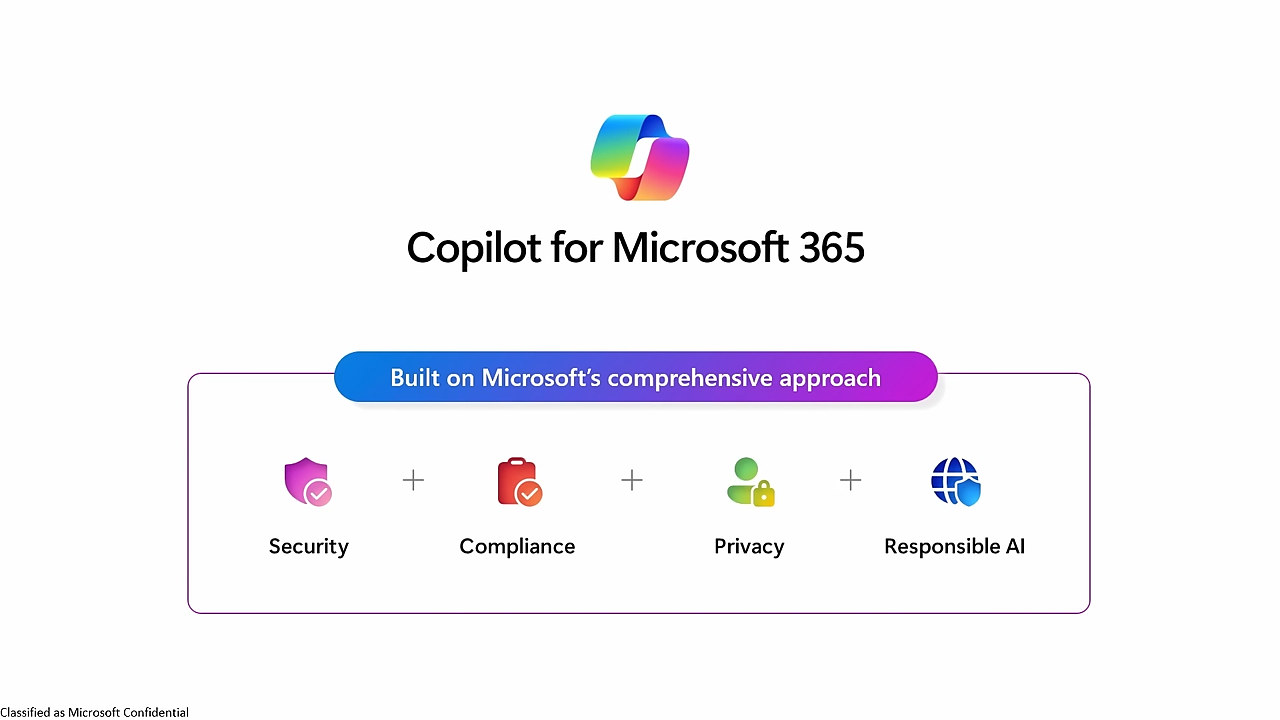 Copilot for Microsoft 365
Built on Microsoft's comprehensive approach
Security + Compliance + Privacy + Responsible AI
Classified as Microsoft Confidential